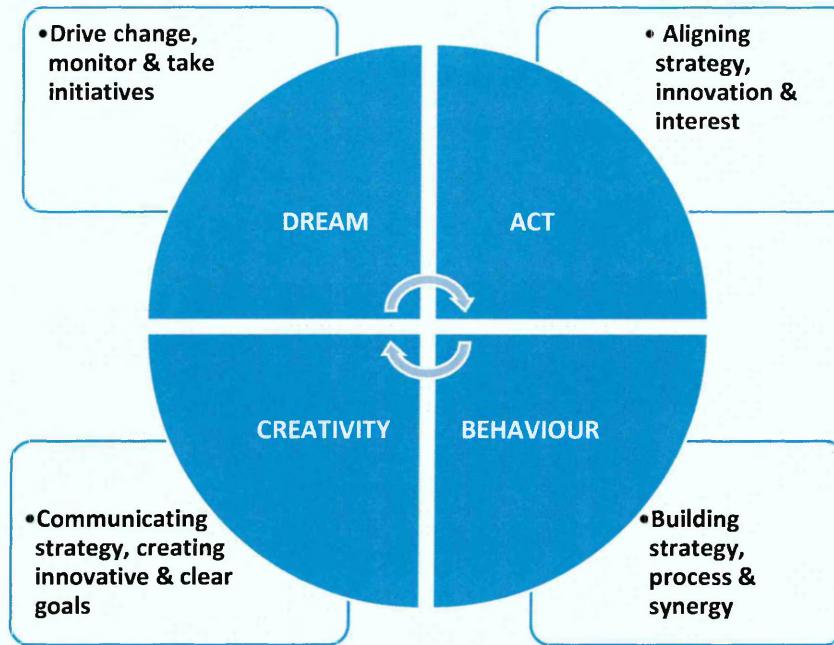 •Drive change,
monitor & take
initiatives
• Aligning
strategy,
innovation &
interest
DREAM
ACT
CREATIVITY
BEHAVIOUR
•Communicating
strategy, creating
innovative & clear
goals
•Building
strategy,
process &
synergy